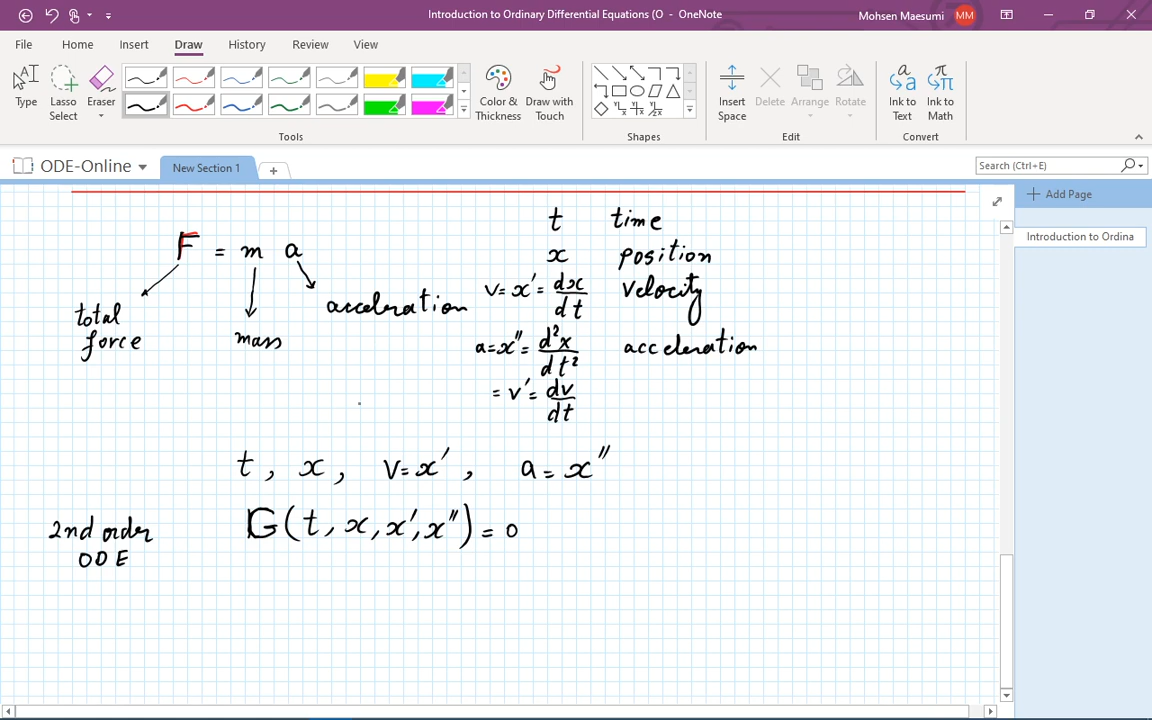 Introduction to Ordinary Differential Equations (O - OneNote
Mohsen Maesumi MM
File Home Insert Draw History Review View
Type
Lasso Select
Eraser
Color & Thickness
Draw with Touch
Insert Space
Delete
Arrange
Rotate
Ink to Text
Ink to Math
Tools Shapes Edit Convert
ODE-Online
New Section 1
Search (Ctrl+E)
Add Page
Introduction to Ordina
F = m a
total force
mass
acceleration
t time
x position
v = x' = dx/dt velocity
a = x'' = d²x/dt² acceleration
= v' = dv/dt
t , x , v = x' , a = x''
2nd order ODE
G(t, x, x', x'') = 0